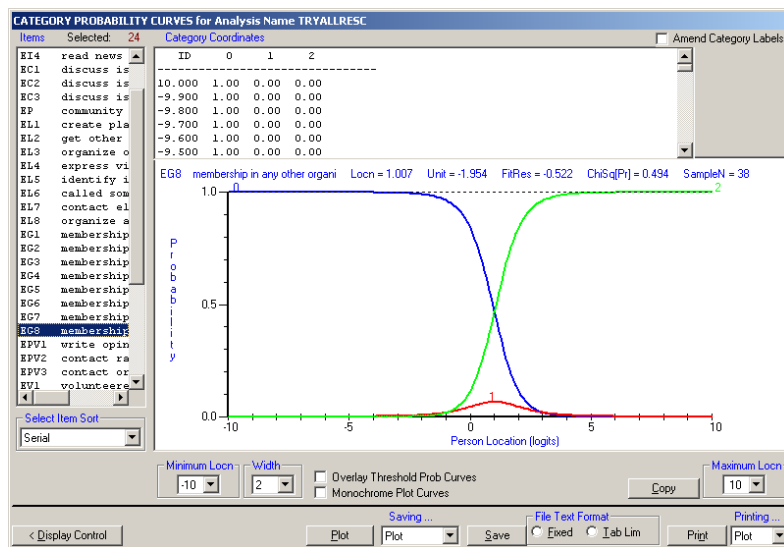 CATEGORY PROBABILITY CURVES for Analysis Name TRYALLRESC
Items Selected: 24
Category Coordinates
Amend Category Labels
EI4 read news
EC1 discuss is
EC2 discuss is
EC3 discuss is
EP community
EL1 create pla
EL2 get other
EL3 organize o
EL4 express vi
EL5 identify i
EL6 called som
EL7 contact el
EL8 organize a
EG1 membership
EG2 membership
EG3 membership
EG4 membership
EG5 membership
EG6 membership
EG7 membership
EG8 membership
EPV1 write opin
EPV2 contact ra
EPV3 contact or
EV1 volunteere
ID 0 1 2
----------------------------------
10.000 1.00 0.00 0.00
-9.900 1.00 0.00 0.00
-9.800 1.00 0.00 0.00
-9.700 1.00 0.00 0.00
-9.600 1.00 0.00 0.00
-9.500 1.00 0.00 0.00
EG8 membership in any other organi Locn = 1.007 Unit = -1.954 FitRes = -0.522 ChiSq[Pr] = 0.494 SampleN = 38
1.0
0
2
Probability
0.5
1
0.0
-10 -5 0 5 10
Person Location (logits)
Select Item Sort
Serial
Minimum Locn
-10
Width
2
Overlay Threshold Prob Curves
Monochrome Plot Curves
Copy
Maximum Locn
10
< Display Control
Plot
Saving ...
Plot
Save
File Text Format
Fixed Tab Lim
Print
Printing ...
Plot